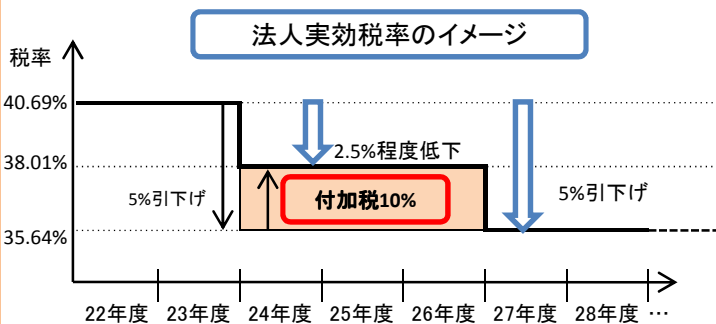 法人実効税率のイメージ
税率
40.69%
38.01%
2.5%程度低下
5%引下げ
付加税10%
5%引下げ
35.64%
22年度 23年度 24年度 25年度 26年度 27年度 28年度 …